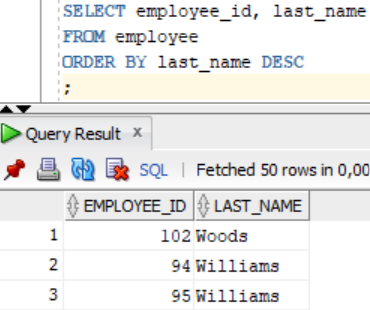 SELECT employee_id, last_name
FROM employee
ORDER BY last_name DESC
;
Query Result x
SQL | Fetched 50 rows in 0,00
EMPLOYEE_ID LAST_NAME
1 102 Woods
2 94 Williams
3 95 Williams